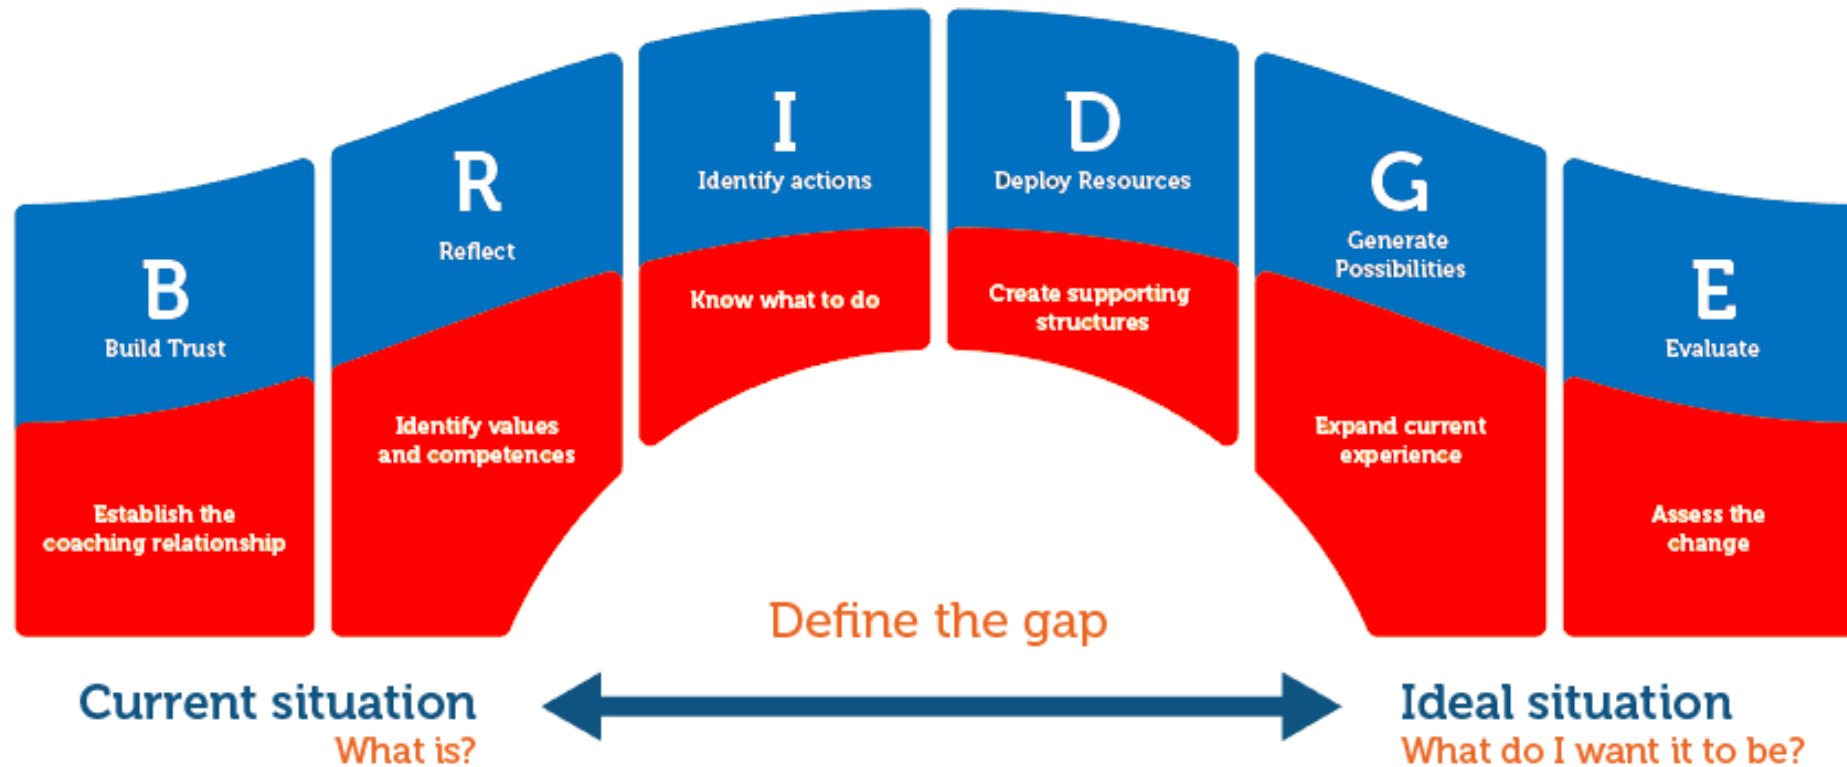 B
Build Trust
Establish the
coaching relationship
R
Reflect
Identify values
and competences
I
Identify actions
Know what to do
D
Deploy Resources
Create supporting
structures
G
Generate
Possibilities
Expand current
experience
E
Evaluate
Assess the
change
Define the gap
Current situation
What is?
Ideal situation
What do I want it to be?